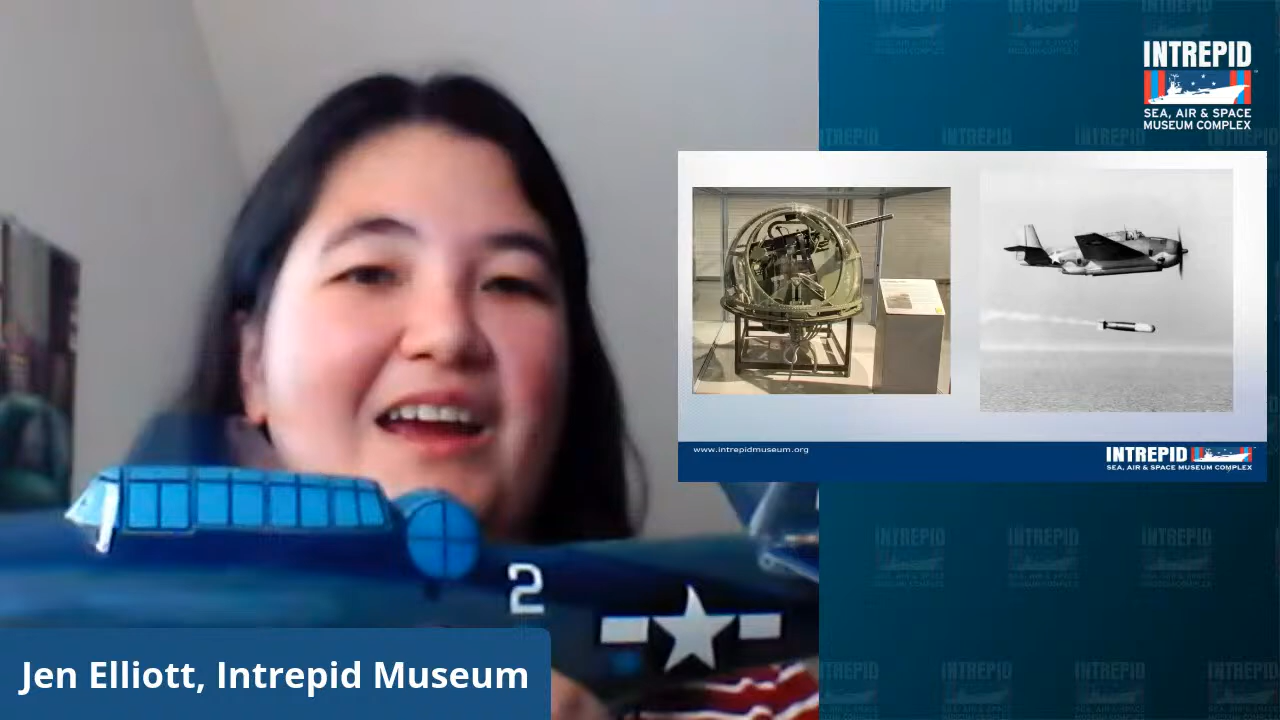 INTREPID
SEA, AIR & SPACE
MUSEUM COMPLEX
www.intrepidmuseum.org
INTREPID
SEA, AIR & SPACE MUSEUM COMPLEX
2
Jen Elliott, Intrepid Museum